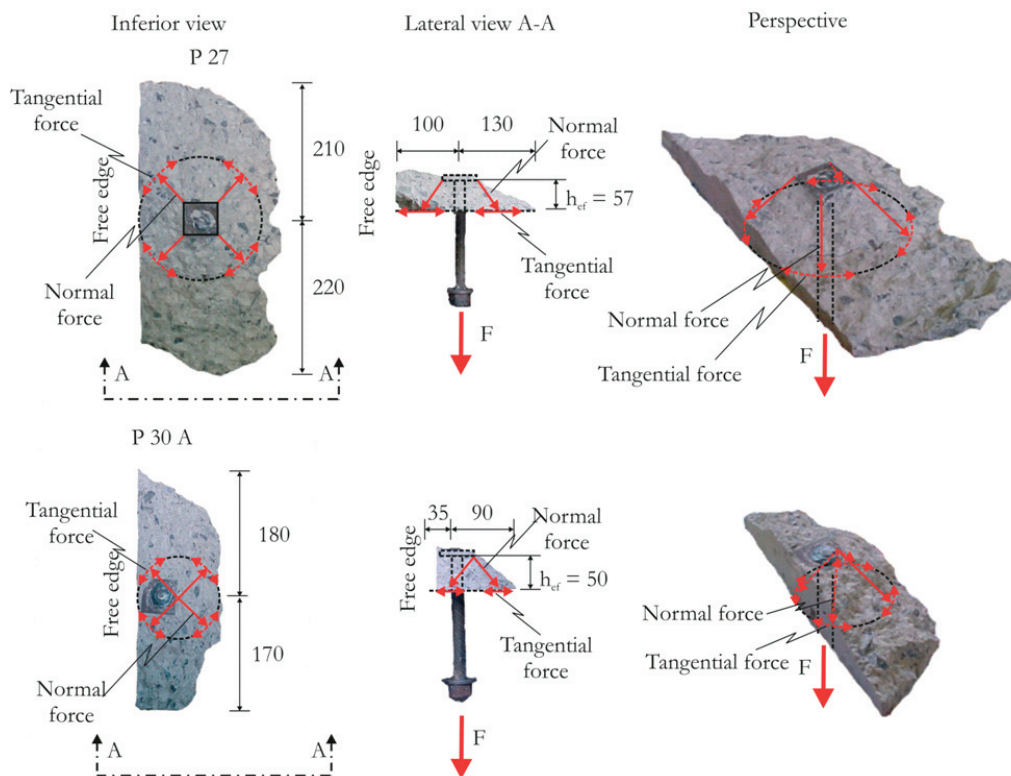 Inferior view
Lateral view A-A
Perspective
P 27
Tangential
force
Free edge
Normal
force
210
220
A
A
100
130
Normal
force
Free edge
hef = 57
Tangential
force
F
Normal force
F
Tangential force
P 30 A
Tangential
force
Free edge
Normal
force
180
170
A
A
35
90
Normal
force
Free edge
hef = 50
Tangential
force
F
Normal force
Tangential force
F